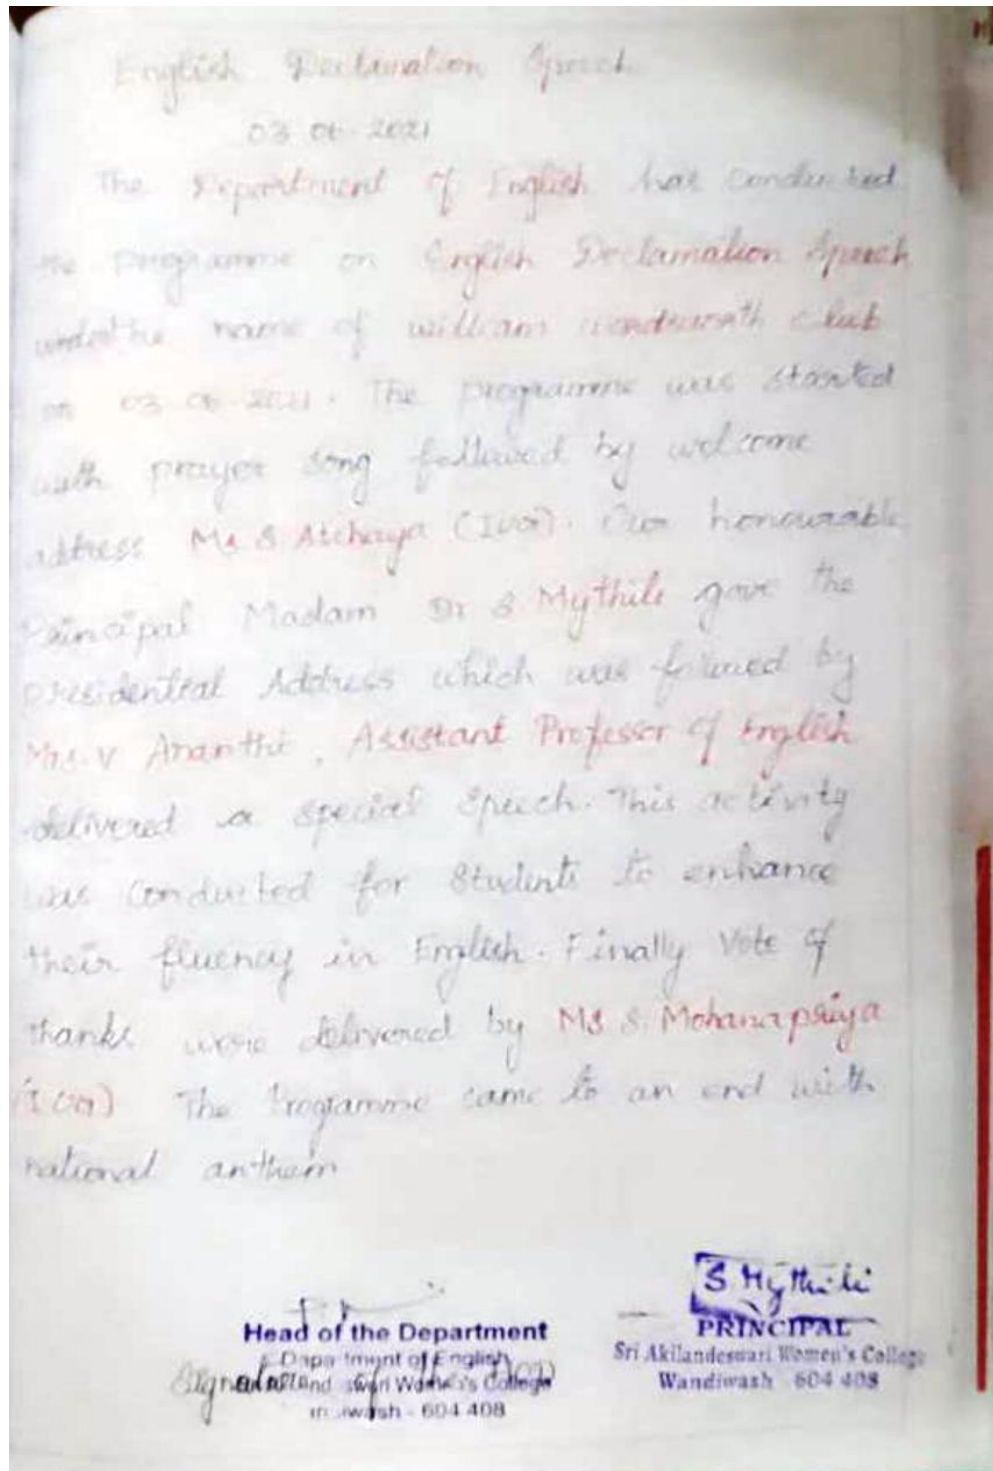 English Declamation Speech
03.06.2021
The Department of English has conducted
the programme on English Declamation Speech
under the name of william wordsworth club
on 03.06.2021. The programme was started
with prayer song followed by welcome
address Ms S Atchaya (). Our honourable
Principal Madam Dr S Mythili gave the
presidential Address which was followed by
Mrs. V Ananthi, Assistant Professor of English
delivered a special Speech. This activity
was conducted for Students to enhance
their fluency in English. Finally Vote of
thanks were delivered by Ms S. Mohanapriya
The Programme came to an end with
national anthem
S Mythili
Head of the Department
PRINCIPAL
Department of English
Sri Akilandeswari Women's College
Signature of the HOD
Wandiwash - 604 408
Women's College
604 408